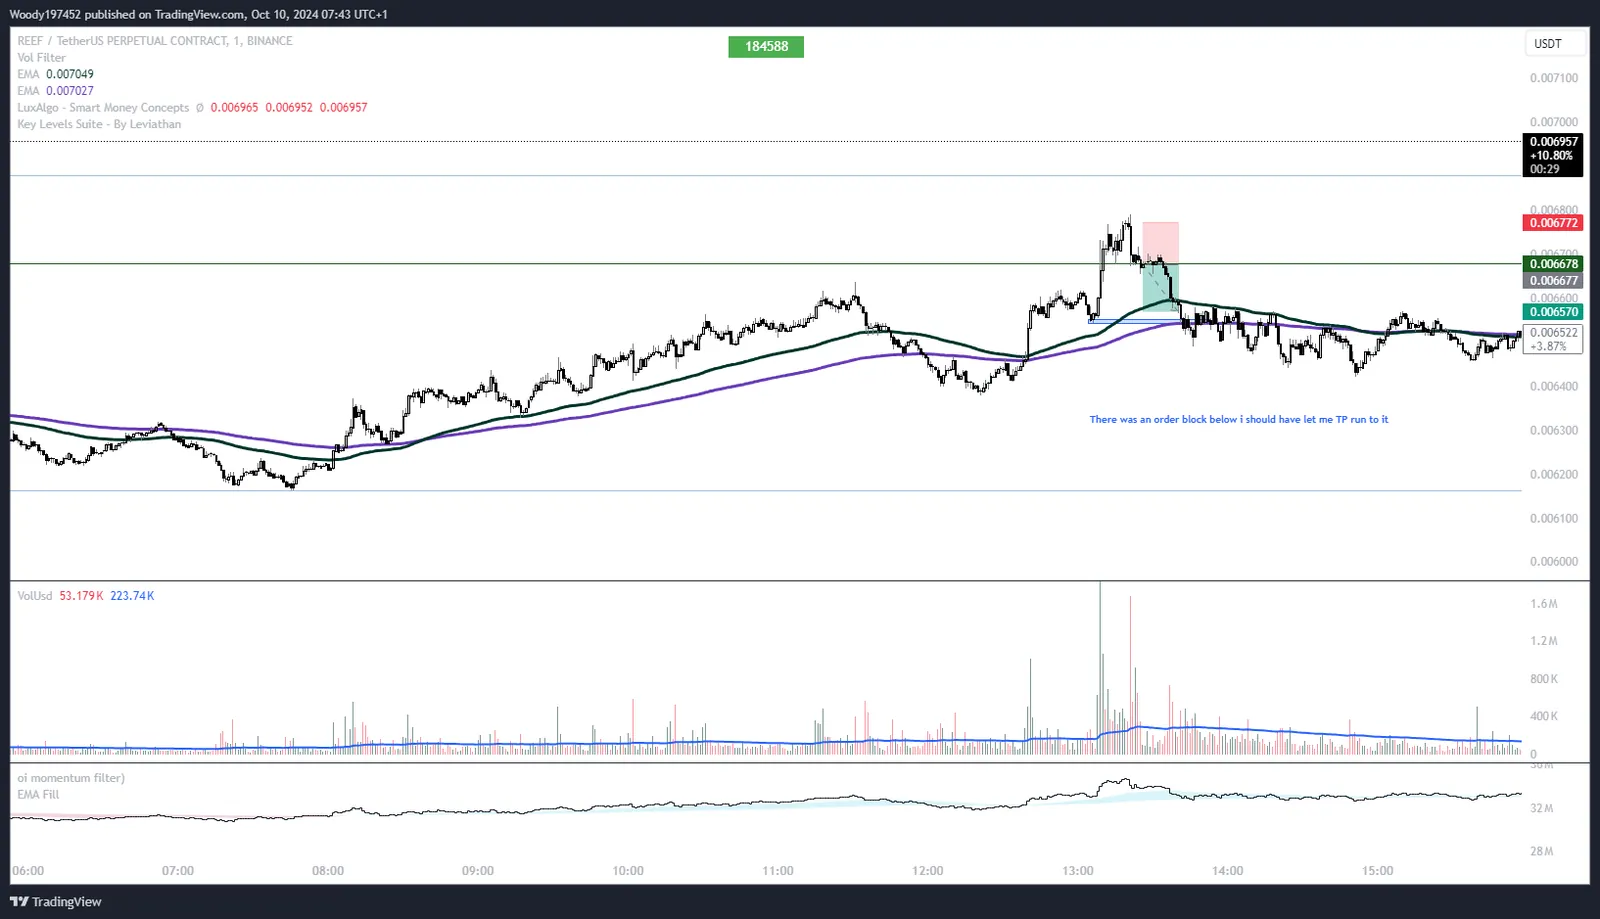 Woody197452 published on TradingView.com, Oct 10, 2024 07:43 UTC+1
REEF / TetherUS PERPETUAL CONTRACT, 1, BINANCE
184588
USDT
Vol Filter
EMA 0.007049
EMA 0.007027
LuxAlgo - Smart Money Concepts Ø 0.006965 0.006952 0.006957
Key Levels Suite - By Leviathan
0.007100
0.007000
0.006957
+10.80%
00:29
0.006800
0.006772
0.006700
0.006678
0.006677
0.006600
0.006570
0.006522
+3.87%
0.006400
There was an order block below i should have let me TP run to it
0.006300
0.006200
0.006100
0.006000
VolUsd 53.179K 223.74K
1.6M
1.2M
800K
400K
0
oi momentum filter)
EMA Fill
36M
32M
28M
06:00 07:00 08:00 09:00 10:00 11:00 12:00 13:00 14:00 15:00
TradingView